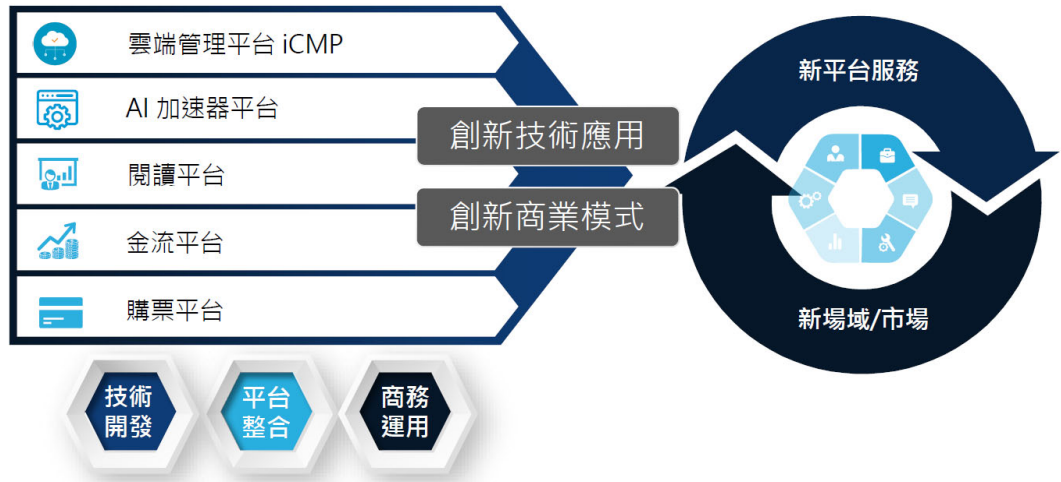 雲端管理平台 iCMP
AI 加速器平台
閱讀平台
金流平台
購票平台
創新技術應用
創新商業模式
新平台服務
新場域/市場
技術
開發
平台
整合
商務
運用